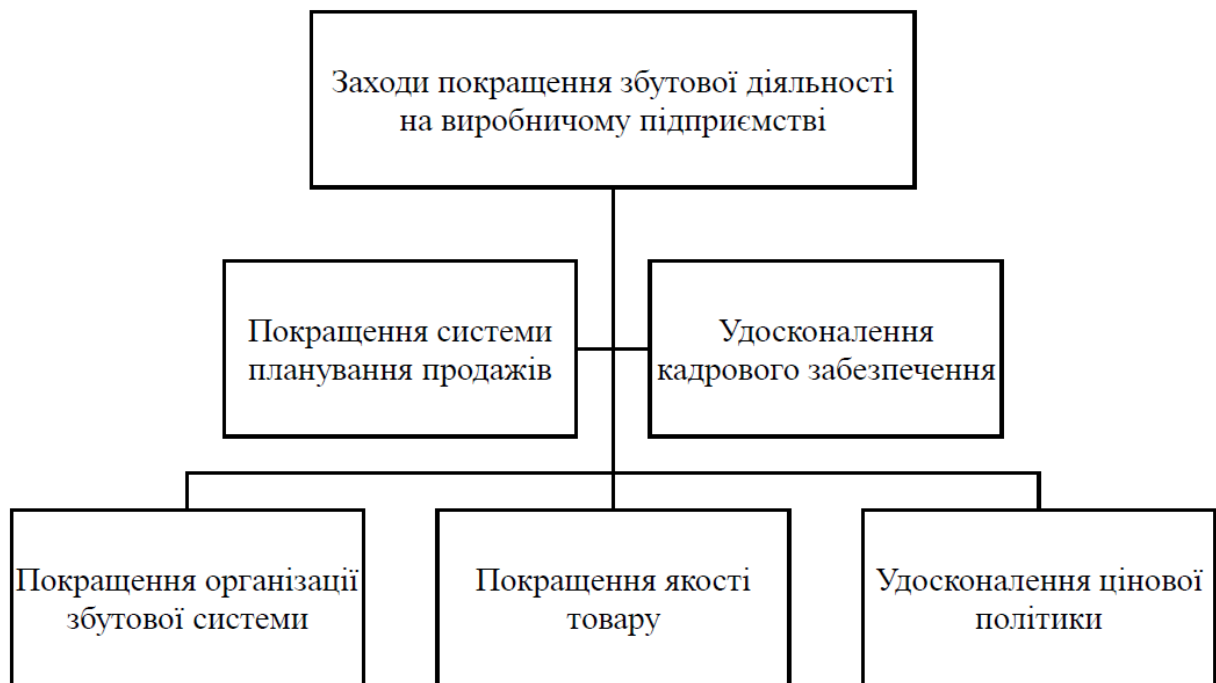 Заходи покращення збутової діяльності
на виробничому підприємстві
Покращення системи
планування продажів
Удосконалення
кадрового забезпечення
Покращення організації
збутової системи
Покращення якості
товару
Удосконалення цінової
політики